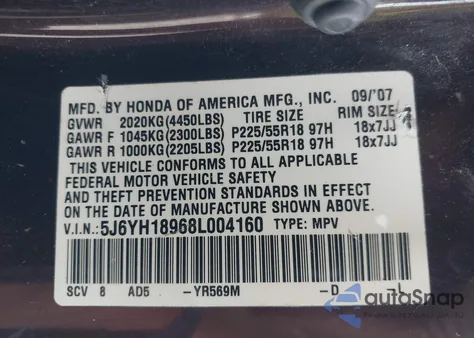 MFD. BY HONDA OF AMERICA MFG., INC. 09/'07
GVWR 2020KG(4450LBS) TIRE SIZE RIM SIZE
GAWR F 1045KG(2300LBS) P225/55R18 97H 18x7JJ
GAWR R 1000KG(2205LBS) P225/55R18 97H 18x7JJ
THIS VEHICLE CONFORMS TO ALL APPLICABLE
FEDERAL MOTOR VEHICLE SAFETY
AND THEFT PREVENTION STANDARDS IN EFFECT
ON THE DATE OF MANUFACTURE SHOWN ABOVE.
V.I.N.: 5J6YH18968L004160 TYPE: MPV
SCV 8 AD5 -YR569M -D
autoSnap